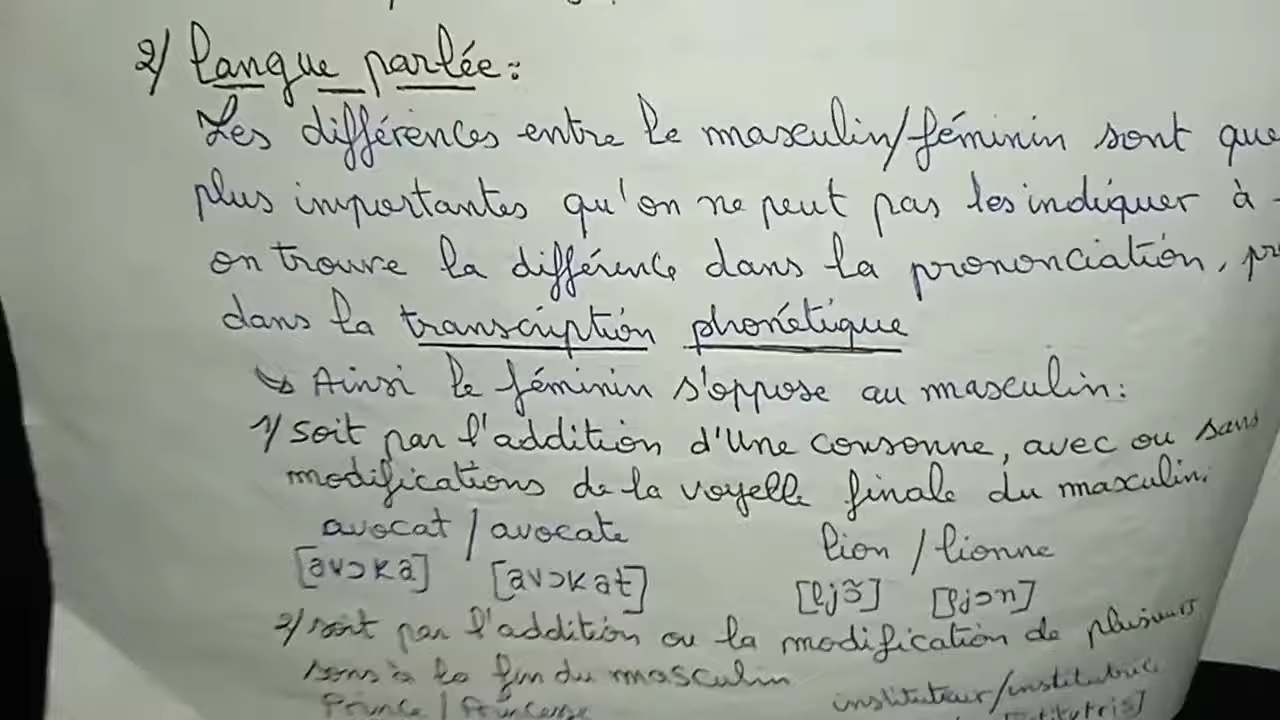 2/ Langue parlée :
Les différences entre le masculin/féminin sont que
plus importantes qu'on ne peut pas les indiquer à
on trouve la différence dans la prononciation, pr
dans la transcription phonétique
↳ Ainsi le féminin s'oppose au masculin :
1/ soit par l'addition d'une consonne, avec ou sans
modifications de la voyelle finale du masculin.
avocat / avocate lion / lionne
[avɔka] [avɔkat] [ljɔ̃] [ljɔn]
2/ soit par l'addition ou la modification de plusieurs
sons à la fin du masculin
Prince / Princesse instituteur/institutrice